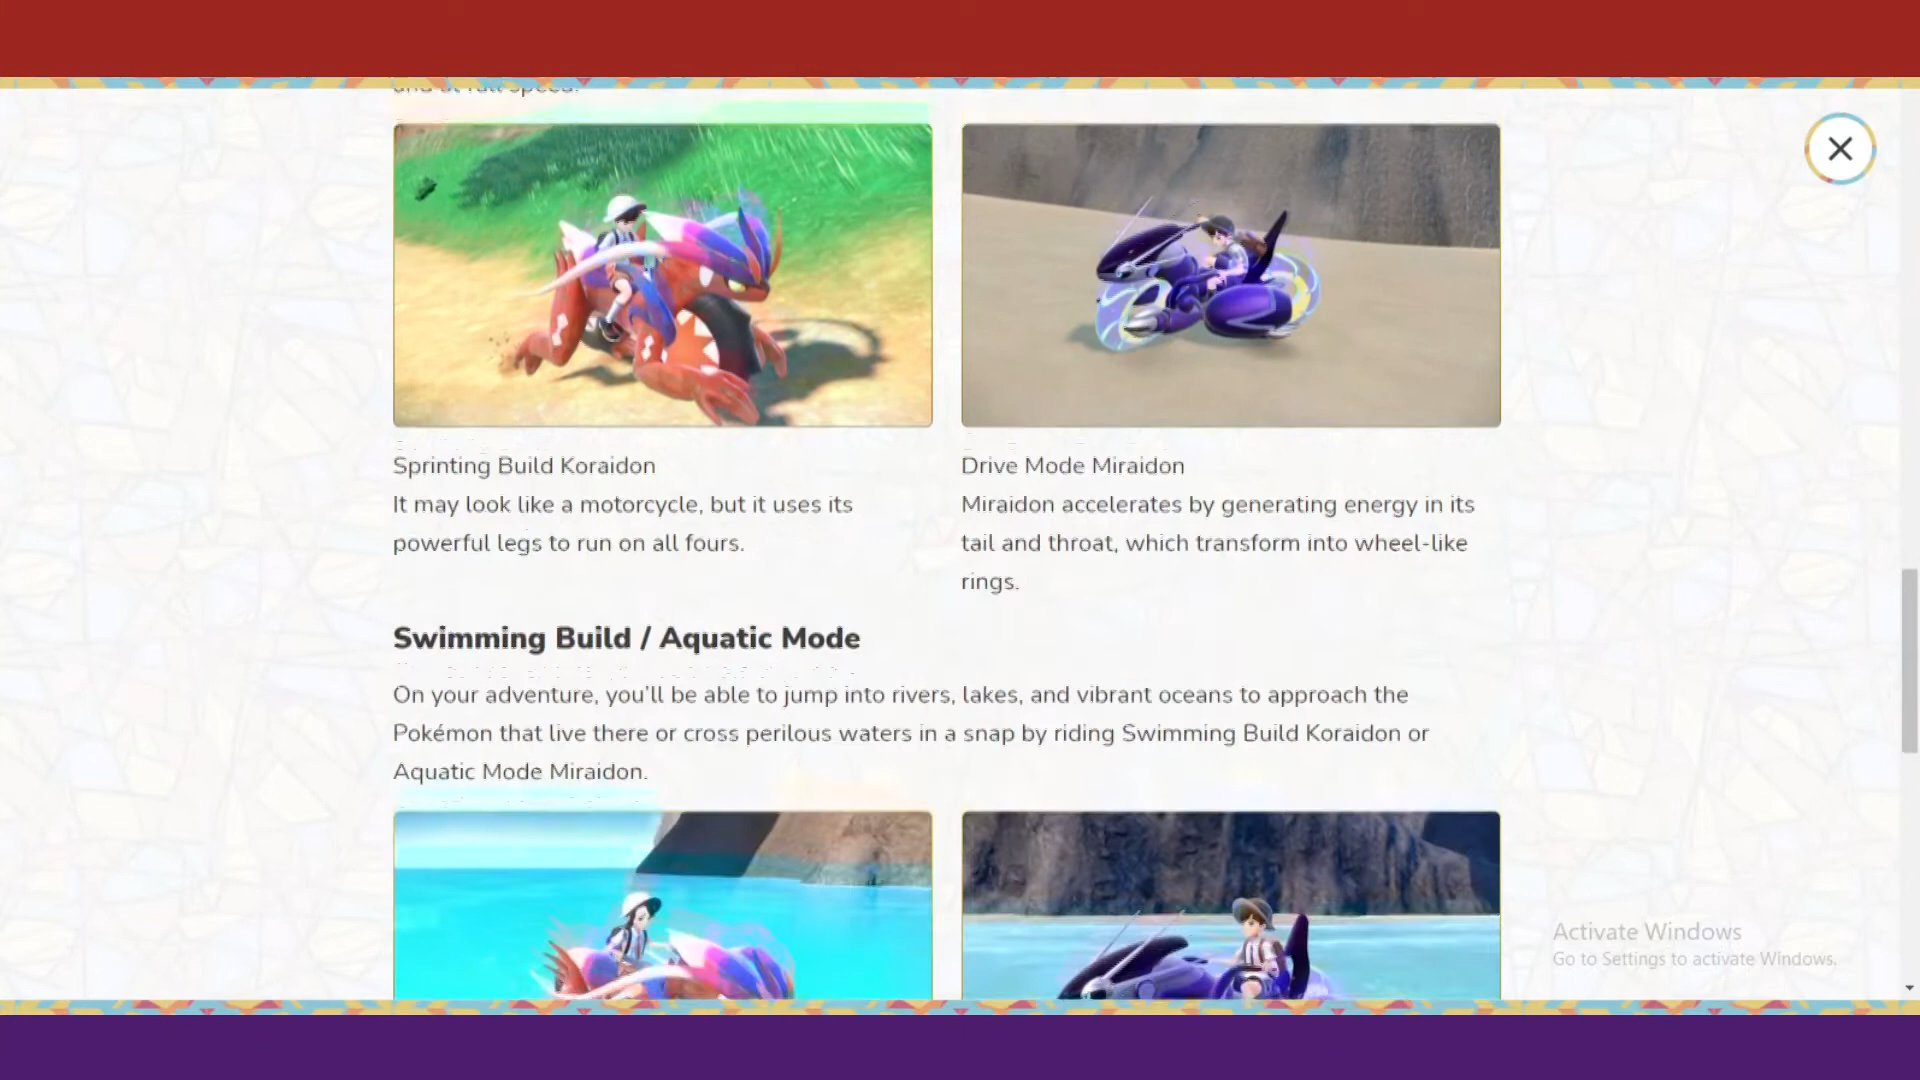 and at full speed.
Sprinting Build Koraidon
It may look like a motorcycle, but it uses its
powerful legs to run on all fours.
Drive Mode Miraidon
Miraidon accelerates by generating energy in its
tail and throat, which transform into wheel-like
rings.
Swimming Build / Aquatic Mode
On your adventure, you’ll be able to jump into rivers, lakes, and vibrant oceans to approach the
Pokémon that live there or cross perilous waters in a snap by riding Swimming Build Koraidon or
Aquatic Mode Miraidon.
Activate Windows
Go to Settings to activate Windows.